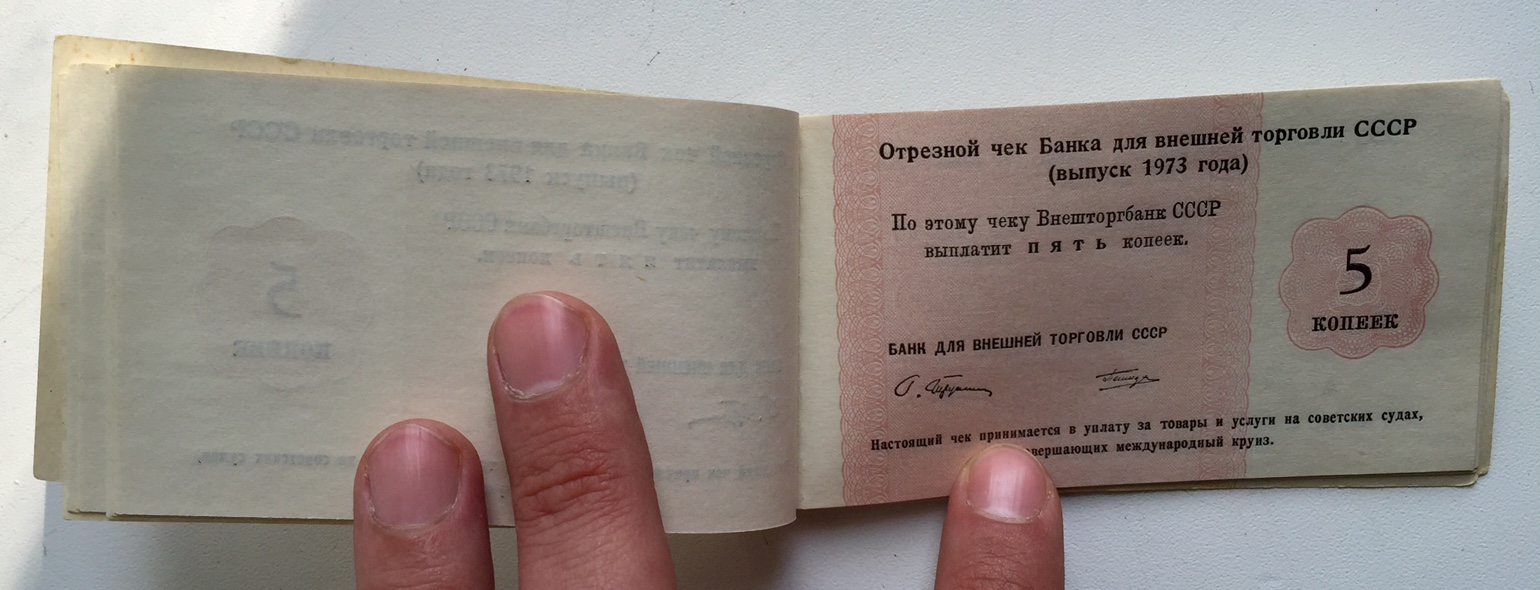 Отрезной чек Банка для внешней торговли СССР
(выпуск 1973 года)
По этому чеку Внешторгбанк СССР
выплатит пять копеек.
5
КОПЕЕК
БАНК ДЛЯ ВНЕШНЕЙ ТОРГОВЛИ СССР
Настоящий чек принимается в уплату за товары и услуги на советских судах,
международный круиз.